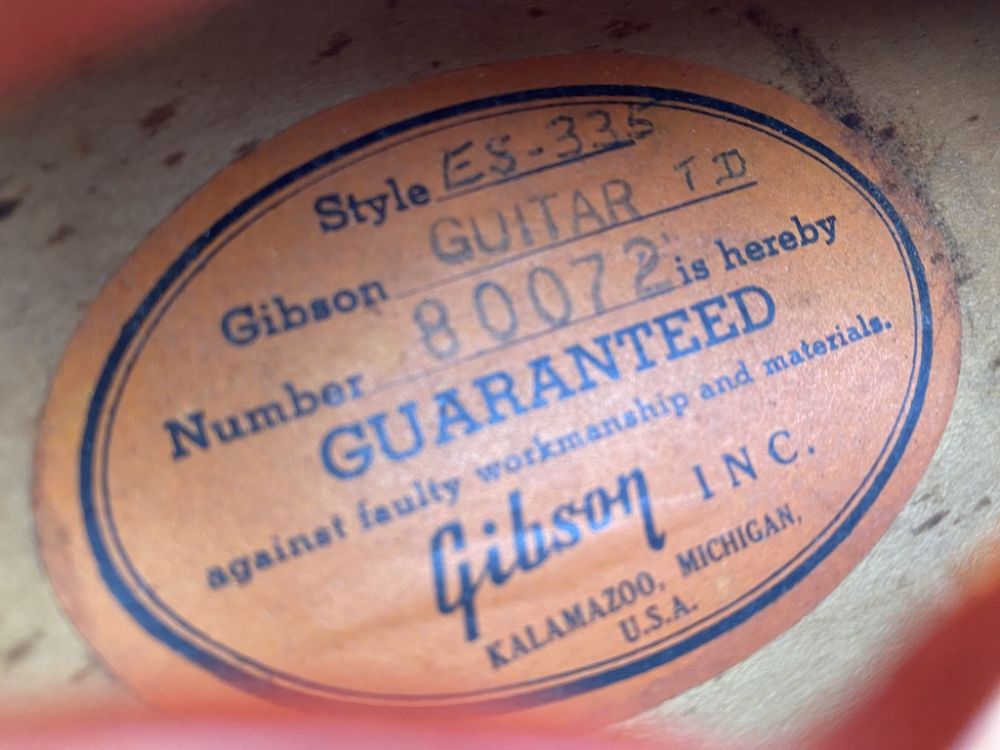 Style ES-335
Gibson GUITAR TD
Number 80072 is hereby
GUARANTEED
against faulty workmanship and materials.
Gibson INC.
KALAMAZOO, MICHIGAN,
U.S.A.